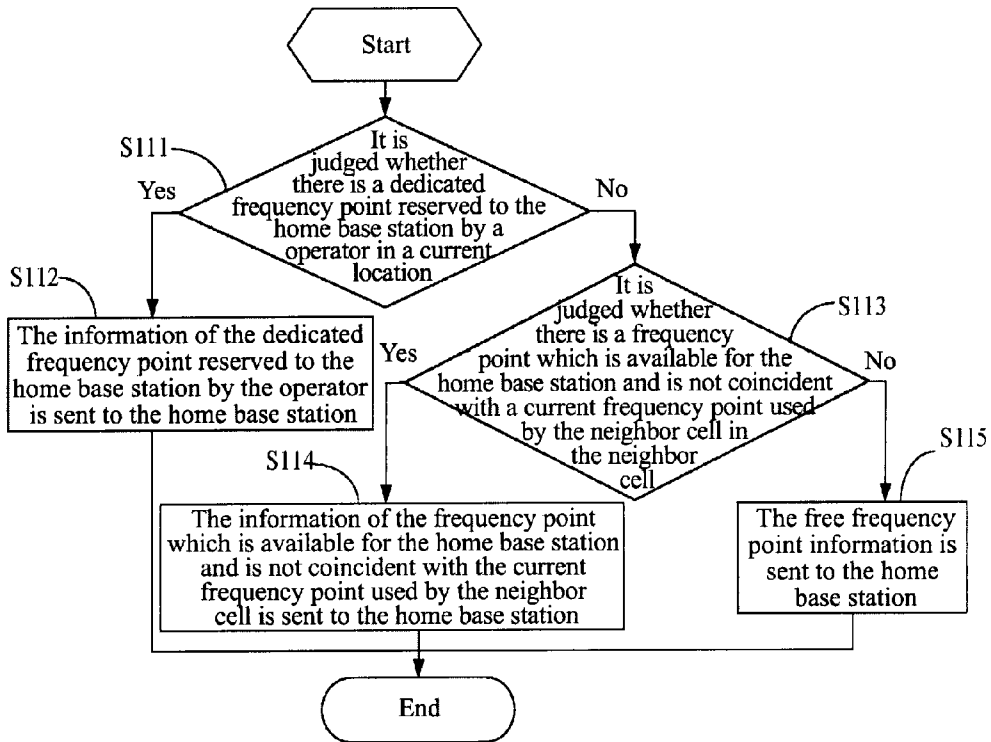 Start
S111
It is
judged whether
there is a dedicated
frequency point reserved to the
home base station by a
operator in a current
location
Yes
No
S112
The information of the dedicated
frequency point reserved to the
home base station by the operator
is sent to the home base station
S113
It is
judged whether
there is a frequency
point which is available for the
home base station and is not coincident
with a current frequency point used
by the neighbor cell in
the neighbor
cell
Yes
No
S114
The information of the frequency point
which is available for the home base station
and is not coincident with the current
frequency point used by the neighbor
cell is sent to the home base station
S115
The free frequency
point information is
sent to the home
base station
End